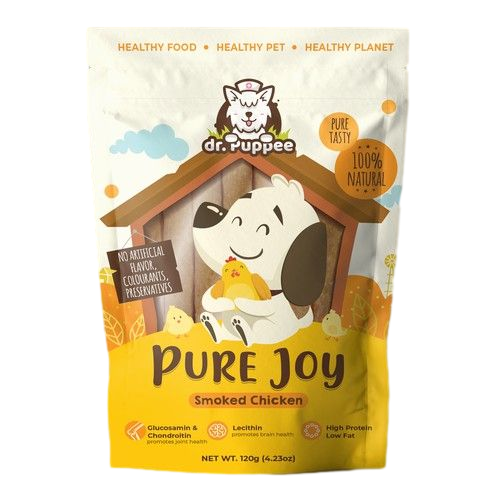 HEALTHY FOOD • HEALTHY PET • HEALTHY PLANET
dr. Puppee
PURE
TASTY
100%
NATURAL
NO ARTIFICIAL
FLAVOR,
COLOURANTS,
PRESERVATIVES
PURE JOY
Smoked Chicken
Glucosamin &
Chondroitin
promotes joint health
Lecithin
promotes brain health
High Protein
Low Fat
NET WT. 120g (4.23oz)